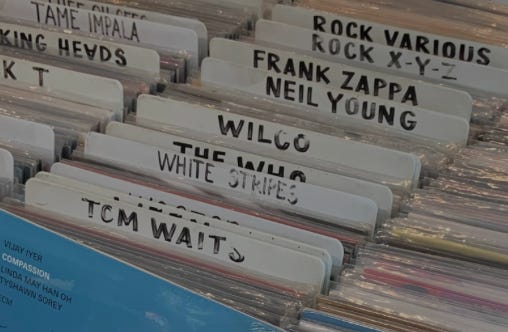 TAME IMPALA
KING HEADS
K T
ROCK VARIOUS
ROCK X-Y-Z
FRANK ZAPPA
NEIL YOUNG
WILCO
THE WHO
WHITE STRIPES
TOM WAITS
VIJAY IYER
COMPASSION
LINDA MAY HAN OH
TYSHAWN SOREY
ECM